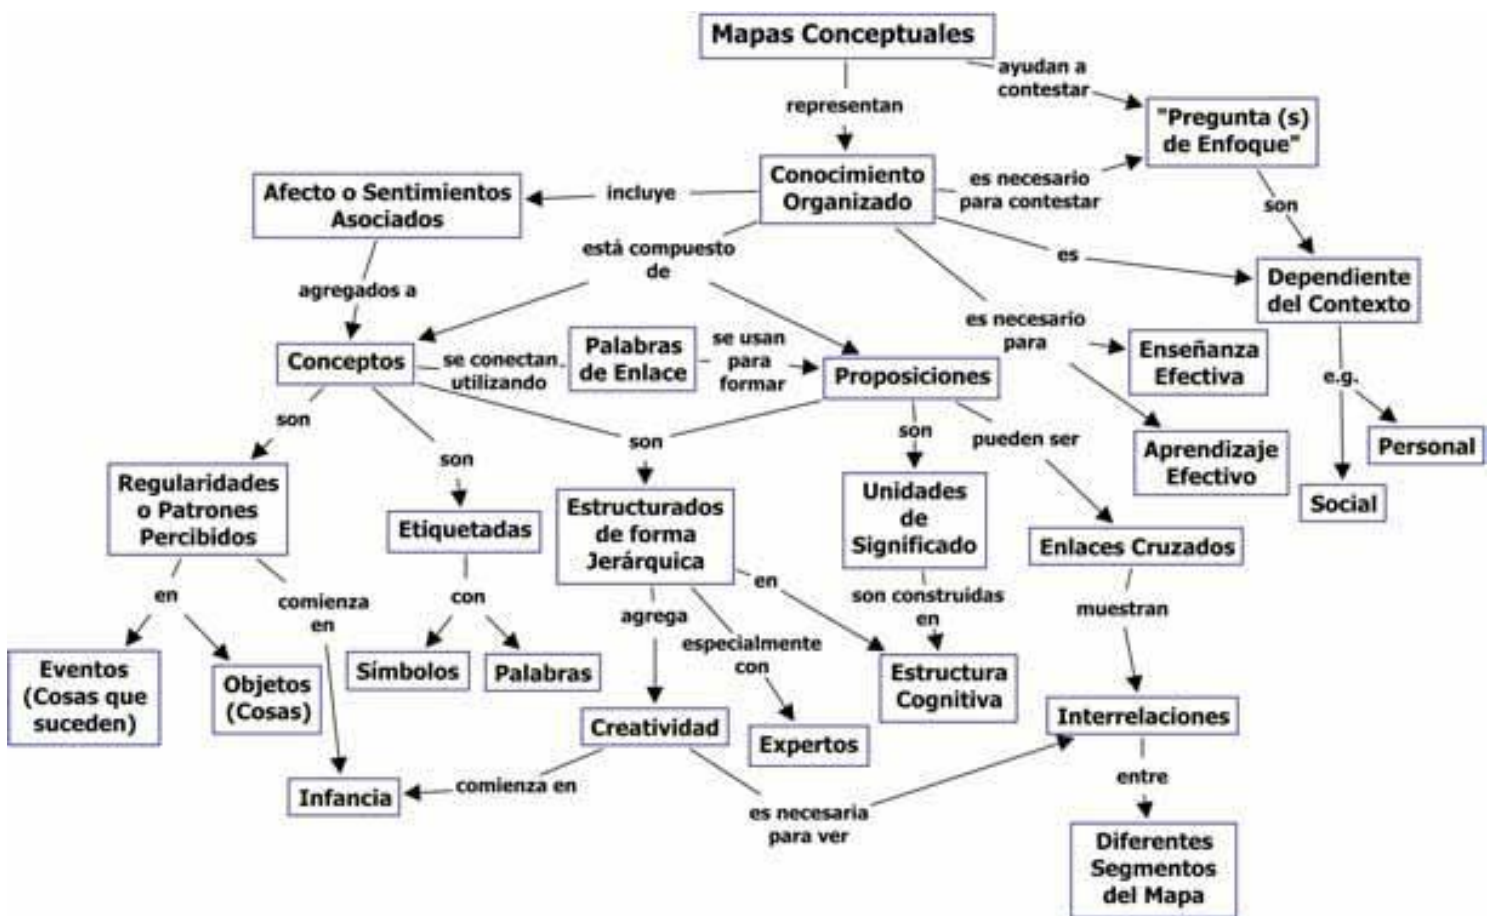 Mapas Conceptuales
ayudan a
contestar
representan
"Pregunta (s)
de Enfoque"
Conocimiento
Organizado
Afecto o Sentimientos
Asociados
incluye
es necesario
para contestar
son
está compuesto
de
es
Dependiente
del Contexto
agregados a
es necesario
para
Conceptos
se conectan
utilizando
Palabras
de Enlace
se usan
para
formar
Proposiciones
Enseñanza
Efectiva
e.g.
son
son
son
son
pueden ser
Aprendizaje
Efectivo
Personal
Social
Regularidades
o Patrones
Percibidos
Etiquetadas
Estructurados
de forma
Jerárquica
Unidades
de
Significado
Enlaces Cruzados
en
comienza
en
con
agrega
especialmente
con
en
son construidas
en
muestran
Eventos
(Cosas que
suceden)
Objetos
(Cosas)
Símbolos
Palabras
Estructura
Cognitiva
Creatividad
Expertos
Interrelaciones
Infancia
comienza en
es necesaria
para ver
entre
Diferentes
Segmentos
del Mapa